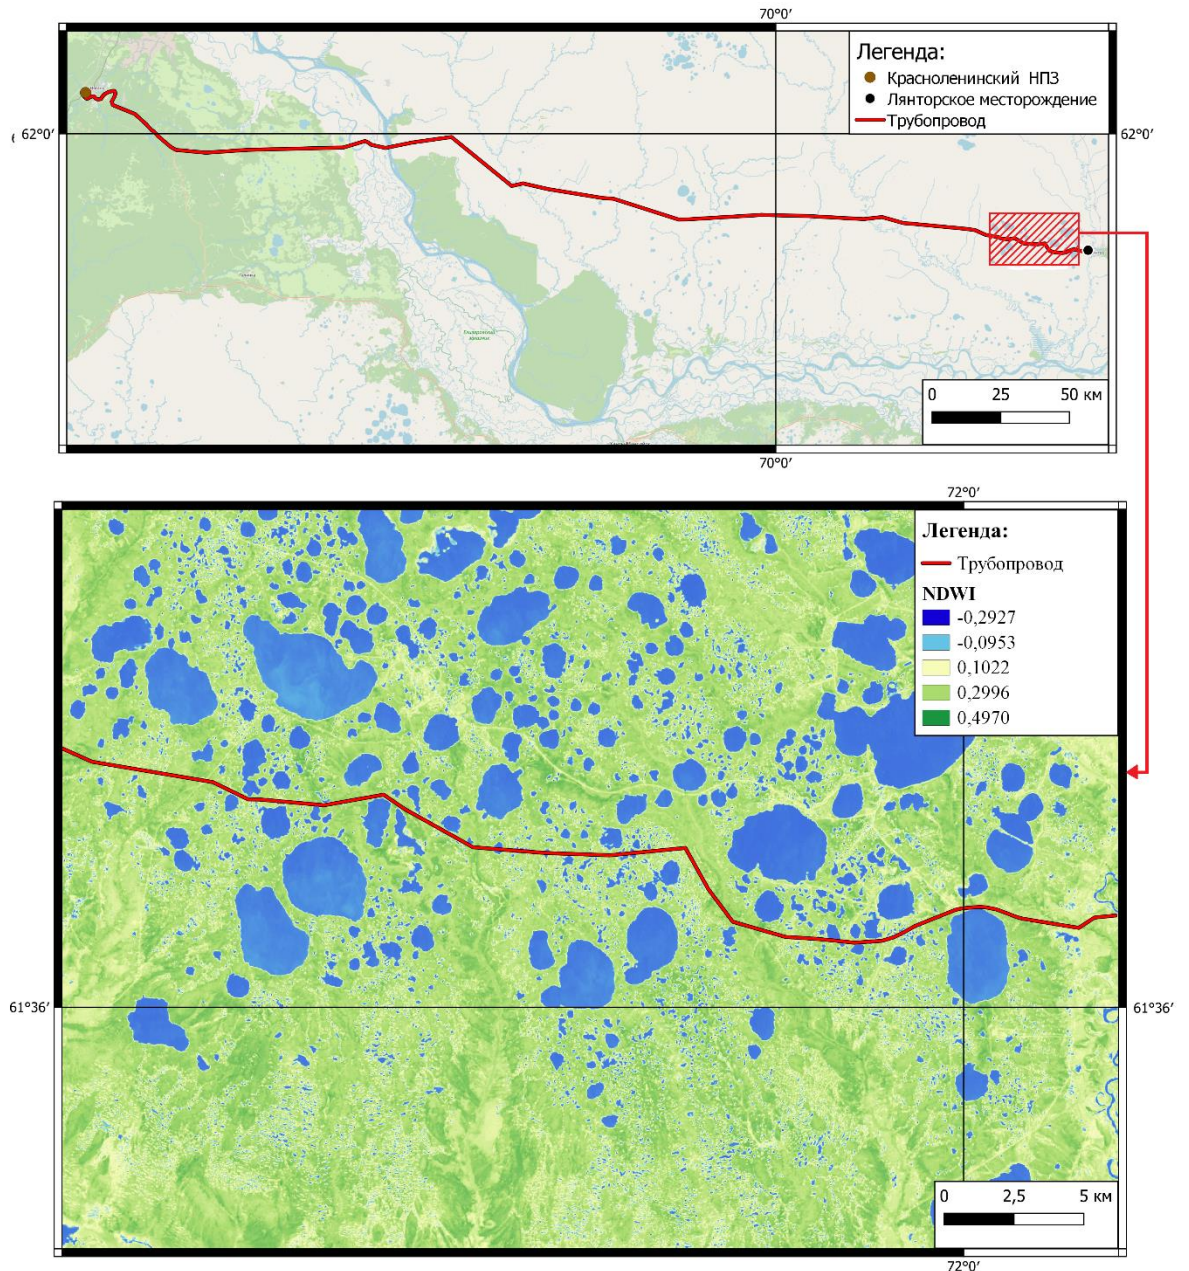 70°0′
Легенда:
Красноленинский НПЗ
Лянторское месторождение
Трубопровод
62°0′
62°0′
0 25 50 км
70°0′
72°0′
Легенда:
Трубопровод
NDWI
-0,2927
-0,0953
0,1022
0,2996
0,4970
61°36′
61°36′
0 2,5 5 км
72°0′